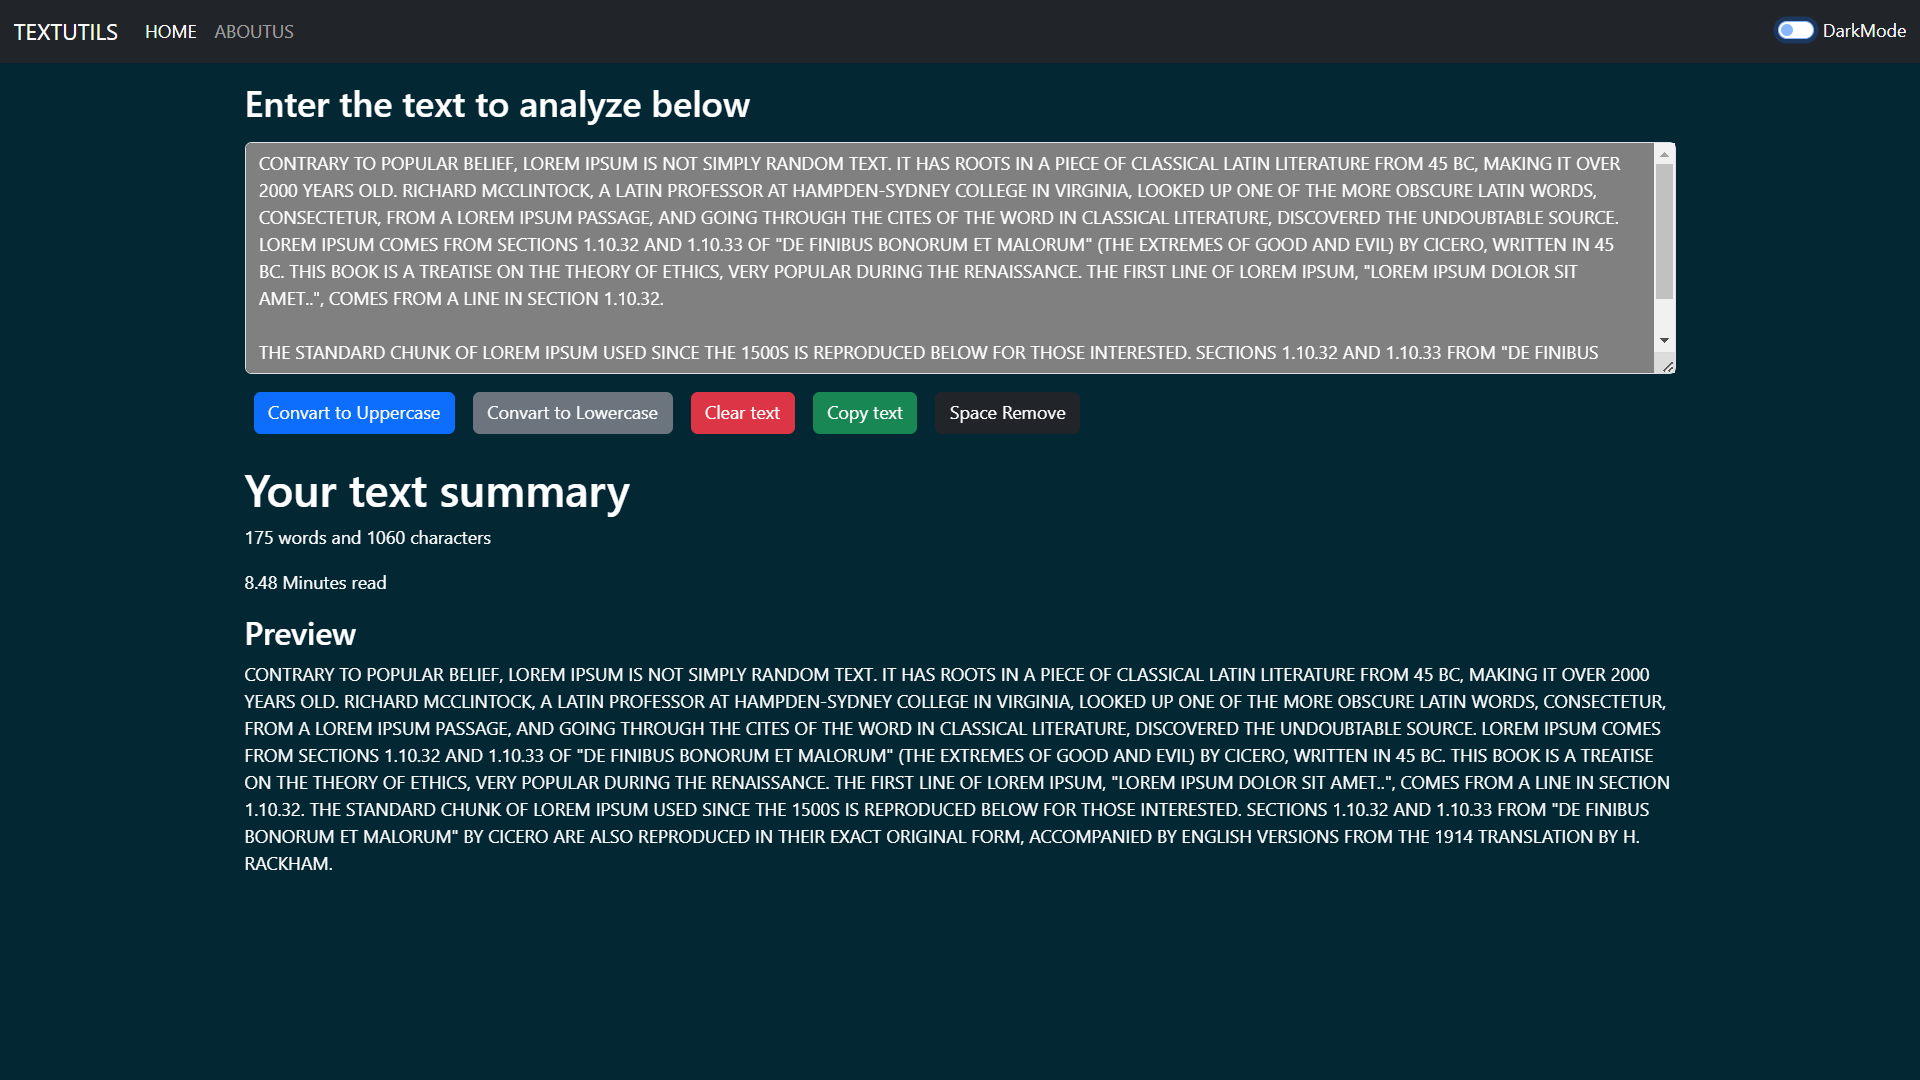 TEXTUTILS HOME ABOUTUS DarkMode
Enter the text to analyze below
CONTRARY TO POPULAR BELIEF, LOREM IPSUM IS NOT SIMPLY RANDOM TEXT. IT HAS ROOTS IN A PIECE OF CLASSICAL LATIN LITERATURE FROM 45 BC, MAKING IT OVER
2000 YEARS OLD. RICHARD MCCLINTOCK, A LATIN PROFESSOR AT HAMPDEN-SYDNEY COLLEGE IN VIRGINIA, LOOKED UP ONE OF THE MORE OBSCURE LATIN WORDS,
CONSECTETUR, FROM A LOREM IPSUM PASSAGE, AND GOING THROUGH THE CITES OF THE WORD IN CLASSICAL LITERATURE, DISCOVERED THE UNDOUBTABLE SOURCE.
LOREM IPSUM COMES FROM SECTIONS 1.10.32 AND 1.10.33 OF "DE FINIBUS BONORUM ET MALORUM" (THE EXTREMES OF GOOD AND EVIL) BY CICERO, WRITTEN IN 45
BC. THIS BOOK IS A TREATISE ON THE THEORY OF ETHICS, VERY POPULAR DURING THE RENAISSANCE. THE FIRST LINE OF LOREM IPSUM, "LOREM IPSUM DOLOR SIT
AMET..", COMES FROM A LINE IN SECTION 1.10.32.
THE STANDARD CHUNK OF LOREM IPSUM USED SINCE THE 1500S IS REPRODUCED BELOW FOR THOSE INTERESTED. SECTIONS 1.10.32 AND 1.10.33 FROM "DE FINIBUS
Convart to Uppercase Convart to Lowercase Clear text Copy text Space Remove
Your text summary
175 words and 1060 characters
8.48 Minutes read
Preview
CONTRARY TO POPULAR BELIEF, LOREM IPSUM IS NOT SIMPLY RANDOM TEXT. IT HAS ROOTS IN A PIECE OF CLASSICAL LATIN LITERATURE FROM 45 BC, MAKING IT OVER 2000
YEARS OLD. RICHARD MCCLINTOCK, A LATIN PROFESSOR AT HAMPDEN-SYDNEY COLLEGE IN VIRGINIA, LOOKED UP ONE OF THE MORE OBSCURE LATIN WORDS, CONSECTETUR,
FROM A LOREM IPSUM PASSAGE, AND GOING THROUGH THE CITES OF THE WORD IN CLASSICAL LITERATURE, DISCOVERED THE UNDOUBTABLE SOURCE. LOREM IPSUM COMES
FROM SECTIONS 1.10.32 AND 1.10.33 OF "DE FINIBUS BONORUM ET MALORUM" (THE EXTREMES OF GOOD AND EVIL) BY CICERO, WRITTEN IN 45 BC. THIS BOOK IS A TREATISE
ON THE THEORY OF ETHICS, VERY POPULAR DURING THE RENAISSANCE. THE FIRST LINE OF LOREM IPSUM, "LOREM IPSUM DOLOR SIT AMET..", COMES FROM A LINE IN SECTION
1.10.32. THE STANDARD CHUNK OF LOREM IPSUM USED SINCE THE 1500S IS REPRODUCED BELOW FOR THOSE INTERESTED. SECTIONS 1.10.32 AND 1.10.33 FROM "DE FINIBUS
BONORUM ET MALORUM" BY CICERO ARE ALSO REPRODUCED IN THEIR EXACT ORIGINAL FORM, ACCOMPANIED BY ENGLISH VERSIONS FROM THE 1914 TRANSLATION BY H.
RACKHAM.